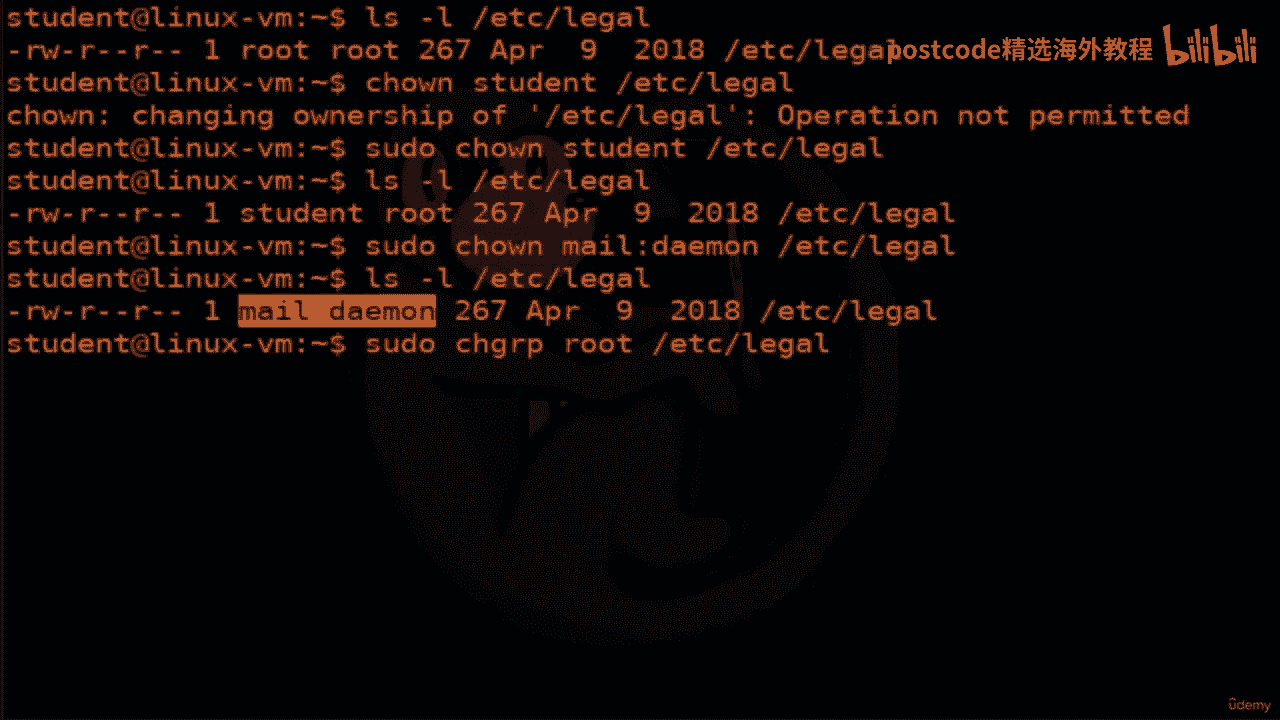 student@linux-vm:~$ ls -l /etc/legal
-rw-r--r-- 1 root root 267 Apr  9  2018 /etc/legal
postcode精选海外教程 bilibili
student@linux-vm:~$ chown student /etc/legal
chown: changing ownership of '/etc/legal': Operation not permitted
student@linux-vm:~$ sudo chown student /etc/legal
student@linux-vm:~$ ls -l /etc/legal
-rw-r--r-- 1 student root 267 Apr  9  2018 /etc/legal
student@linux-vm:~$ sudo chown mail:daemon /etc/legal
student@linux-vm:~$ ls -l /etc/legal
-rw-r--r-- 1 mail daemon 267 Apr  9  2018 /etc/legal
student@linux-vm:~$ sudo chgrp root /etc/legal
udemy